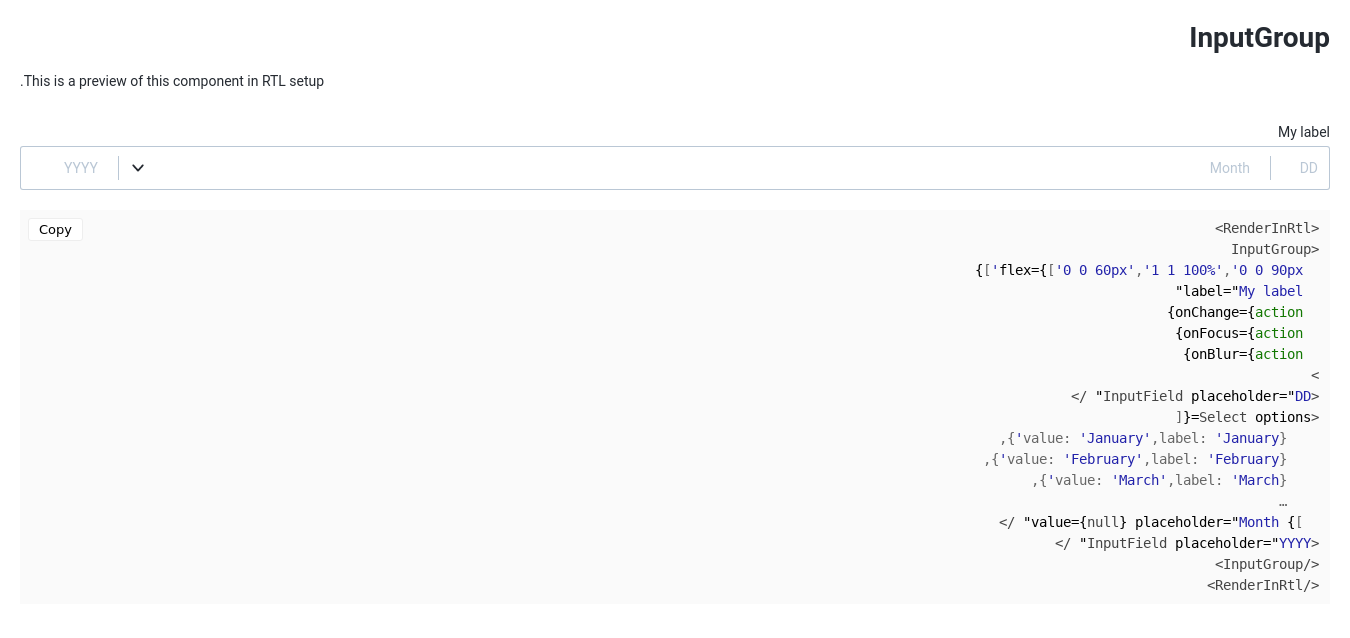 InputGroup
.This is a preview of this component in RTL setup
My label
DD
Month
YYYY
Copy
<RenderInRtl>
InputGroup>
{['flex={['0 0 60px','1 1 100%','0 0 90px
"label="My label
{onChange={action
{onFocus={action
{onBlur={action
<
</ "InputField placeholder="DD>
]}=Select options>
,{'value: 'January',label: 'January}
,{'value: 'February',label: 'February}
,{'value: 'March',label: 'March}
…
</ "value={null} placeholder="Month {[
</ "InputField placeholder="YYYY>
<InputGroup/>
<RenderInRtl/>